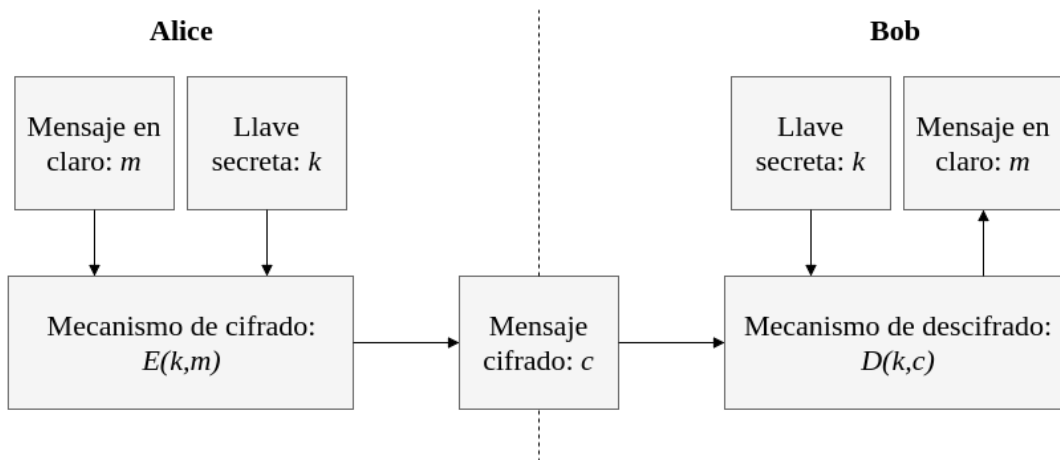 Alice
Bob
Mensaje en
claro: m
Llave
secreta: k
Llave
secreta: k
Mensaje en
claro: m
Mecanismo de cifrado:
E(k,m)
Mensaje
cifrado: c
Mecanismo de descifrado:
D(k,c)